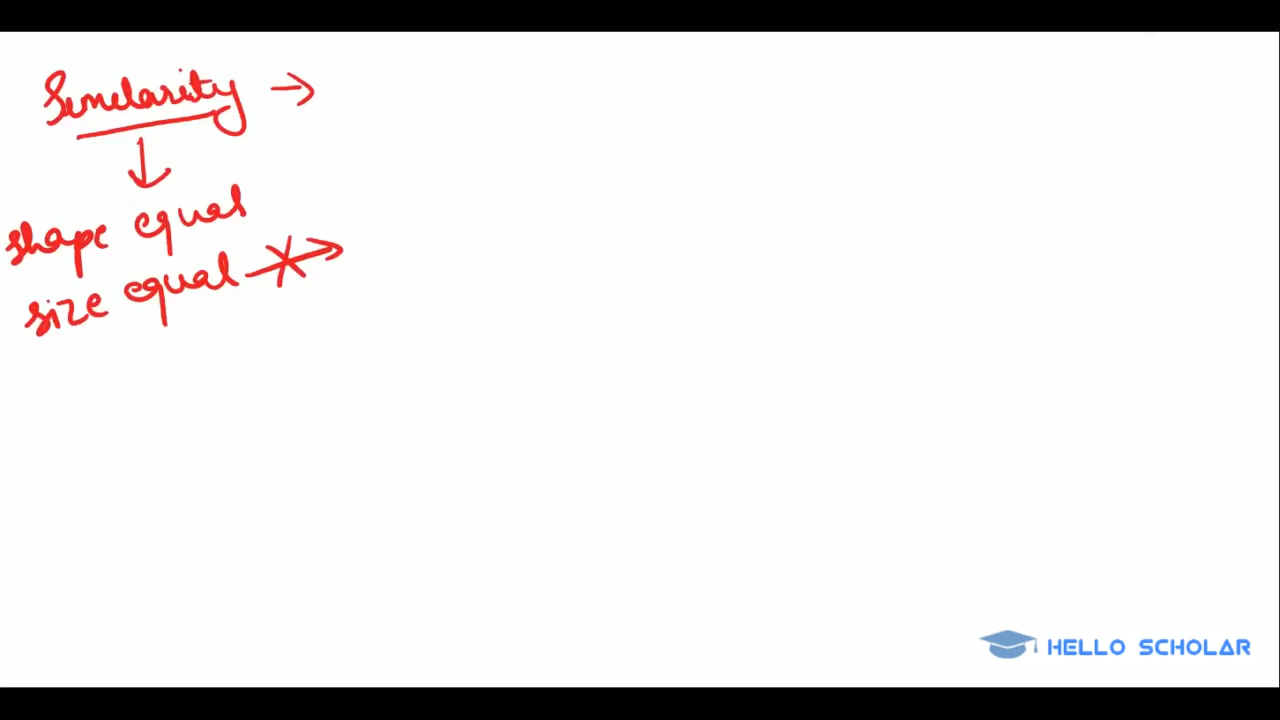 Similarity →
↓
shape equal
size equal
HELLO SCHOLAR